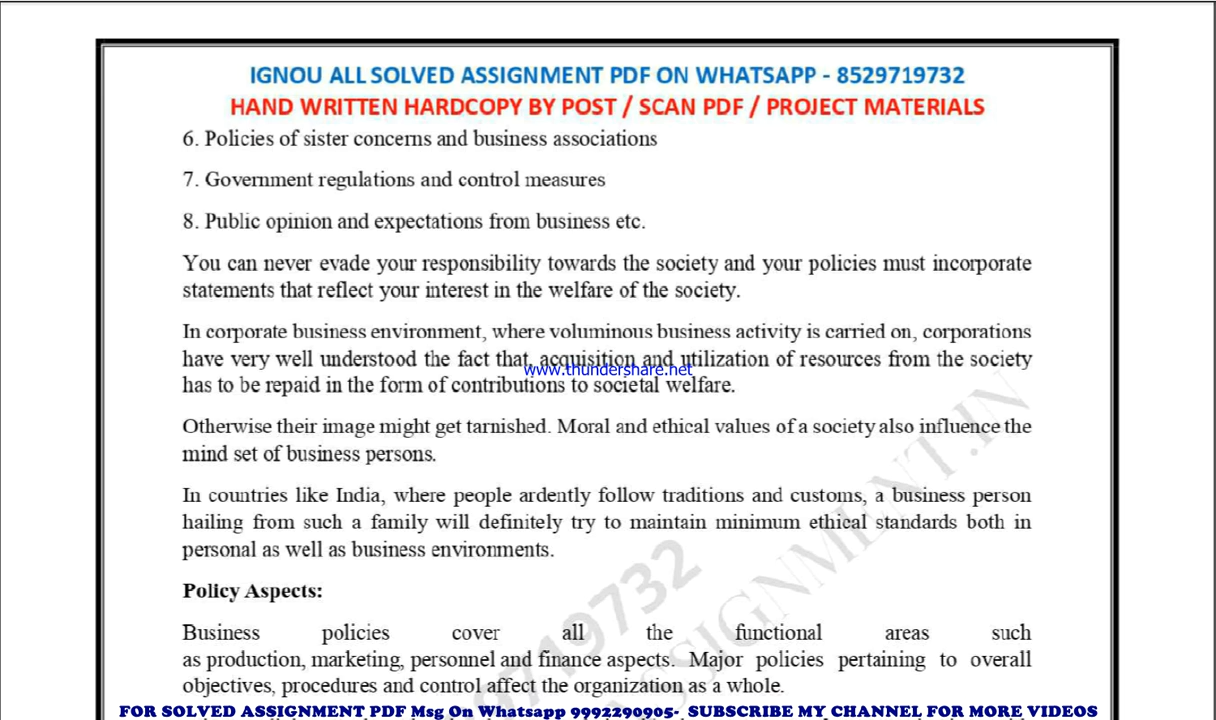 IGNOU ALL SOLVED ASSIGNMENT PDF ON WHATSAPP - 8529719732
HAND WRITTEN HARDCOPY BY POST / SCAN PDF / PROJECT MATERIALS
6. Policies of sister concerns and business associations
7. Government regulations and control measures
8. Public opinion and expectations from business etc.
You can never evade your responsibility towards the society and your policies must incorporate
statements that reflect your interest in the welfare of the society.
In corporate business environment, where voluminous business activity is carried on, corporations
have very well understood the fact that, acquisition and utilization of resources from the society
www.thundershare.net
has to be repaid in the form of contributions to societal welfare.
Otherwise their image might get tarnished. Moral and ethical values of a society also influence the
mind set of business persons.
In countries like India, where people ardently follow traditions and customs, a business person
hailing from such a family will definitely try to maintain minimum ethical standards both in
personal as well as business environments.
Policy Aspects:
Business policies cover all the functional areas such
as production, marketing, personnel and finance aspects. Major policies pertaining to overall
objectives, procedures and control affect the organization as a whole.
0719732
SSIGNMENT.IN
FOR SOLVED ASSIGNMENT PDF Msg On Whatsapp 9992290905- SUBSCRIBE MY CHANNEL FOR MORE VIDEOS